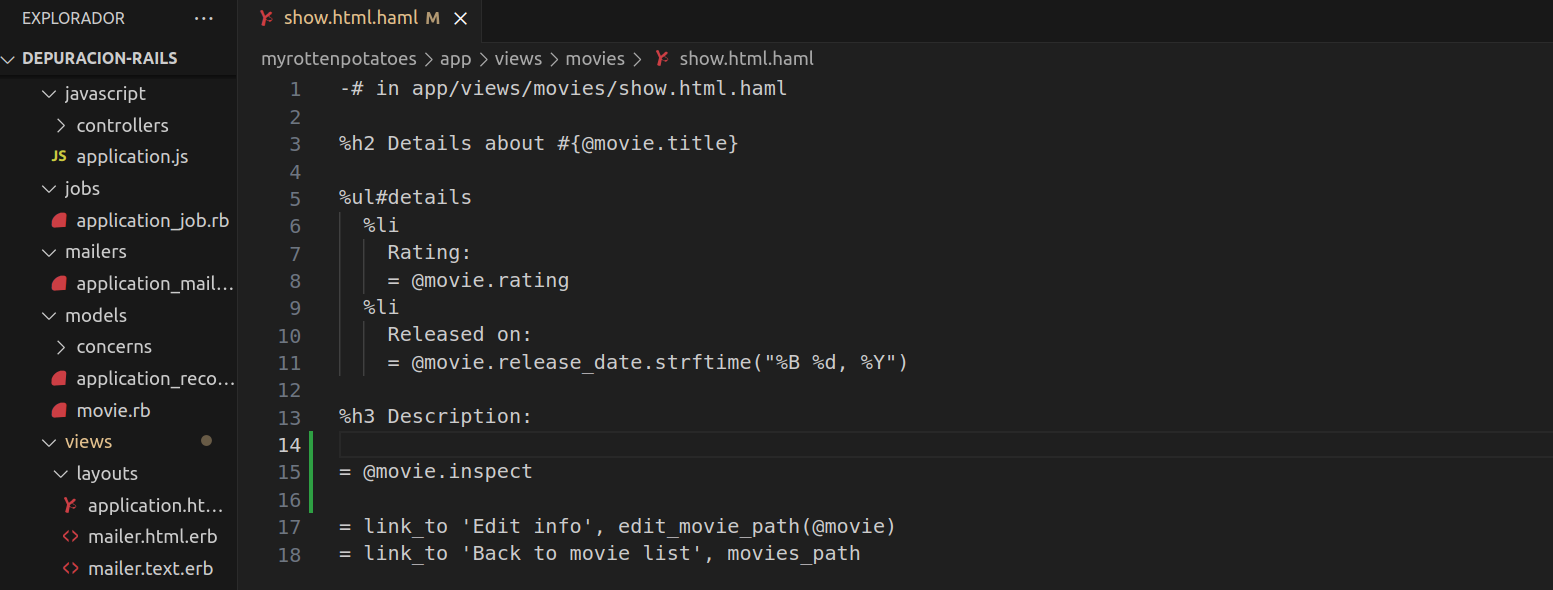 EXPLORADOR ...
DEPURACION-RAILS
javascript
controllers
JS application.js
jobs
application_job.rb
mailers
application_mail...
models
concerns
application_reco...
movie.rb
views
layouts
application.ht...
mailer.html.erb
mailer.text.erb
show.html.haml M
myrottenpotatoes > app > views > movies > show.html.haml
1 -# in app/views/movies/show.html.haml
2
3 %h2 Details about #{@movie.title}
4
5 %ul#details
6 %li
7 Rating:
8 = @movie.rating
9 %li
10 Released on:
11 = @movie.release_date.strftime("%B %d, %Y")
12
13 %h3 Description:
14
15 = @movie.inspect
16
17 = link_to 'Edit info', edit_movie_path(@movie)
18 = link_to 'Back to movie list', movies_path